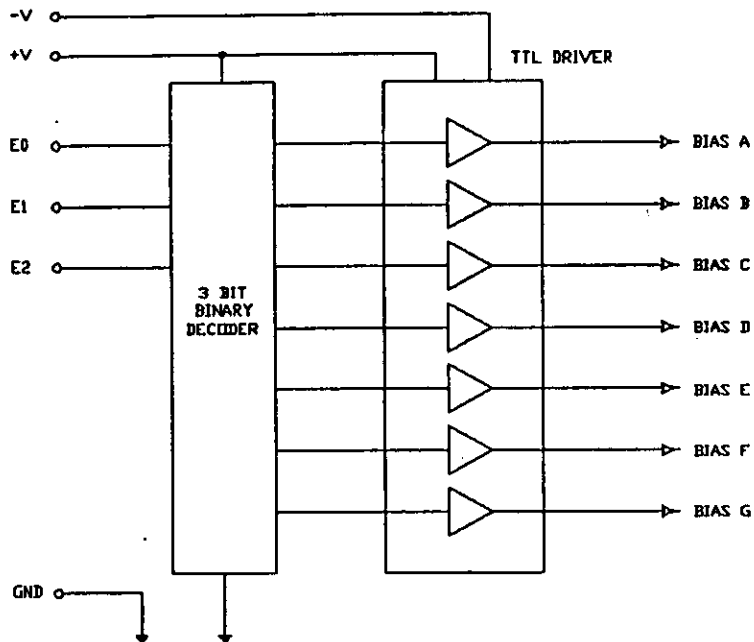 -V
+V
TTL DRIVER
E0
BIAS A
E1
BIAS B
E2
BIAS C
3 BIT
BINARY
DECODER
BIAS D
BIAS E
BIAS F
BIAS G
GND